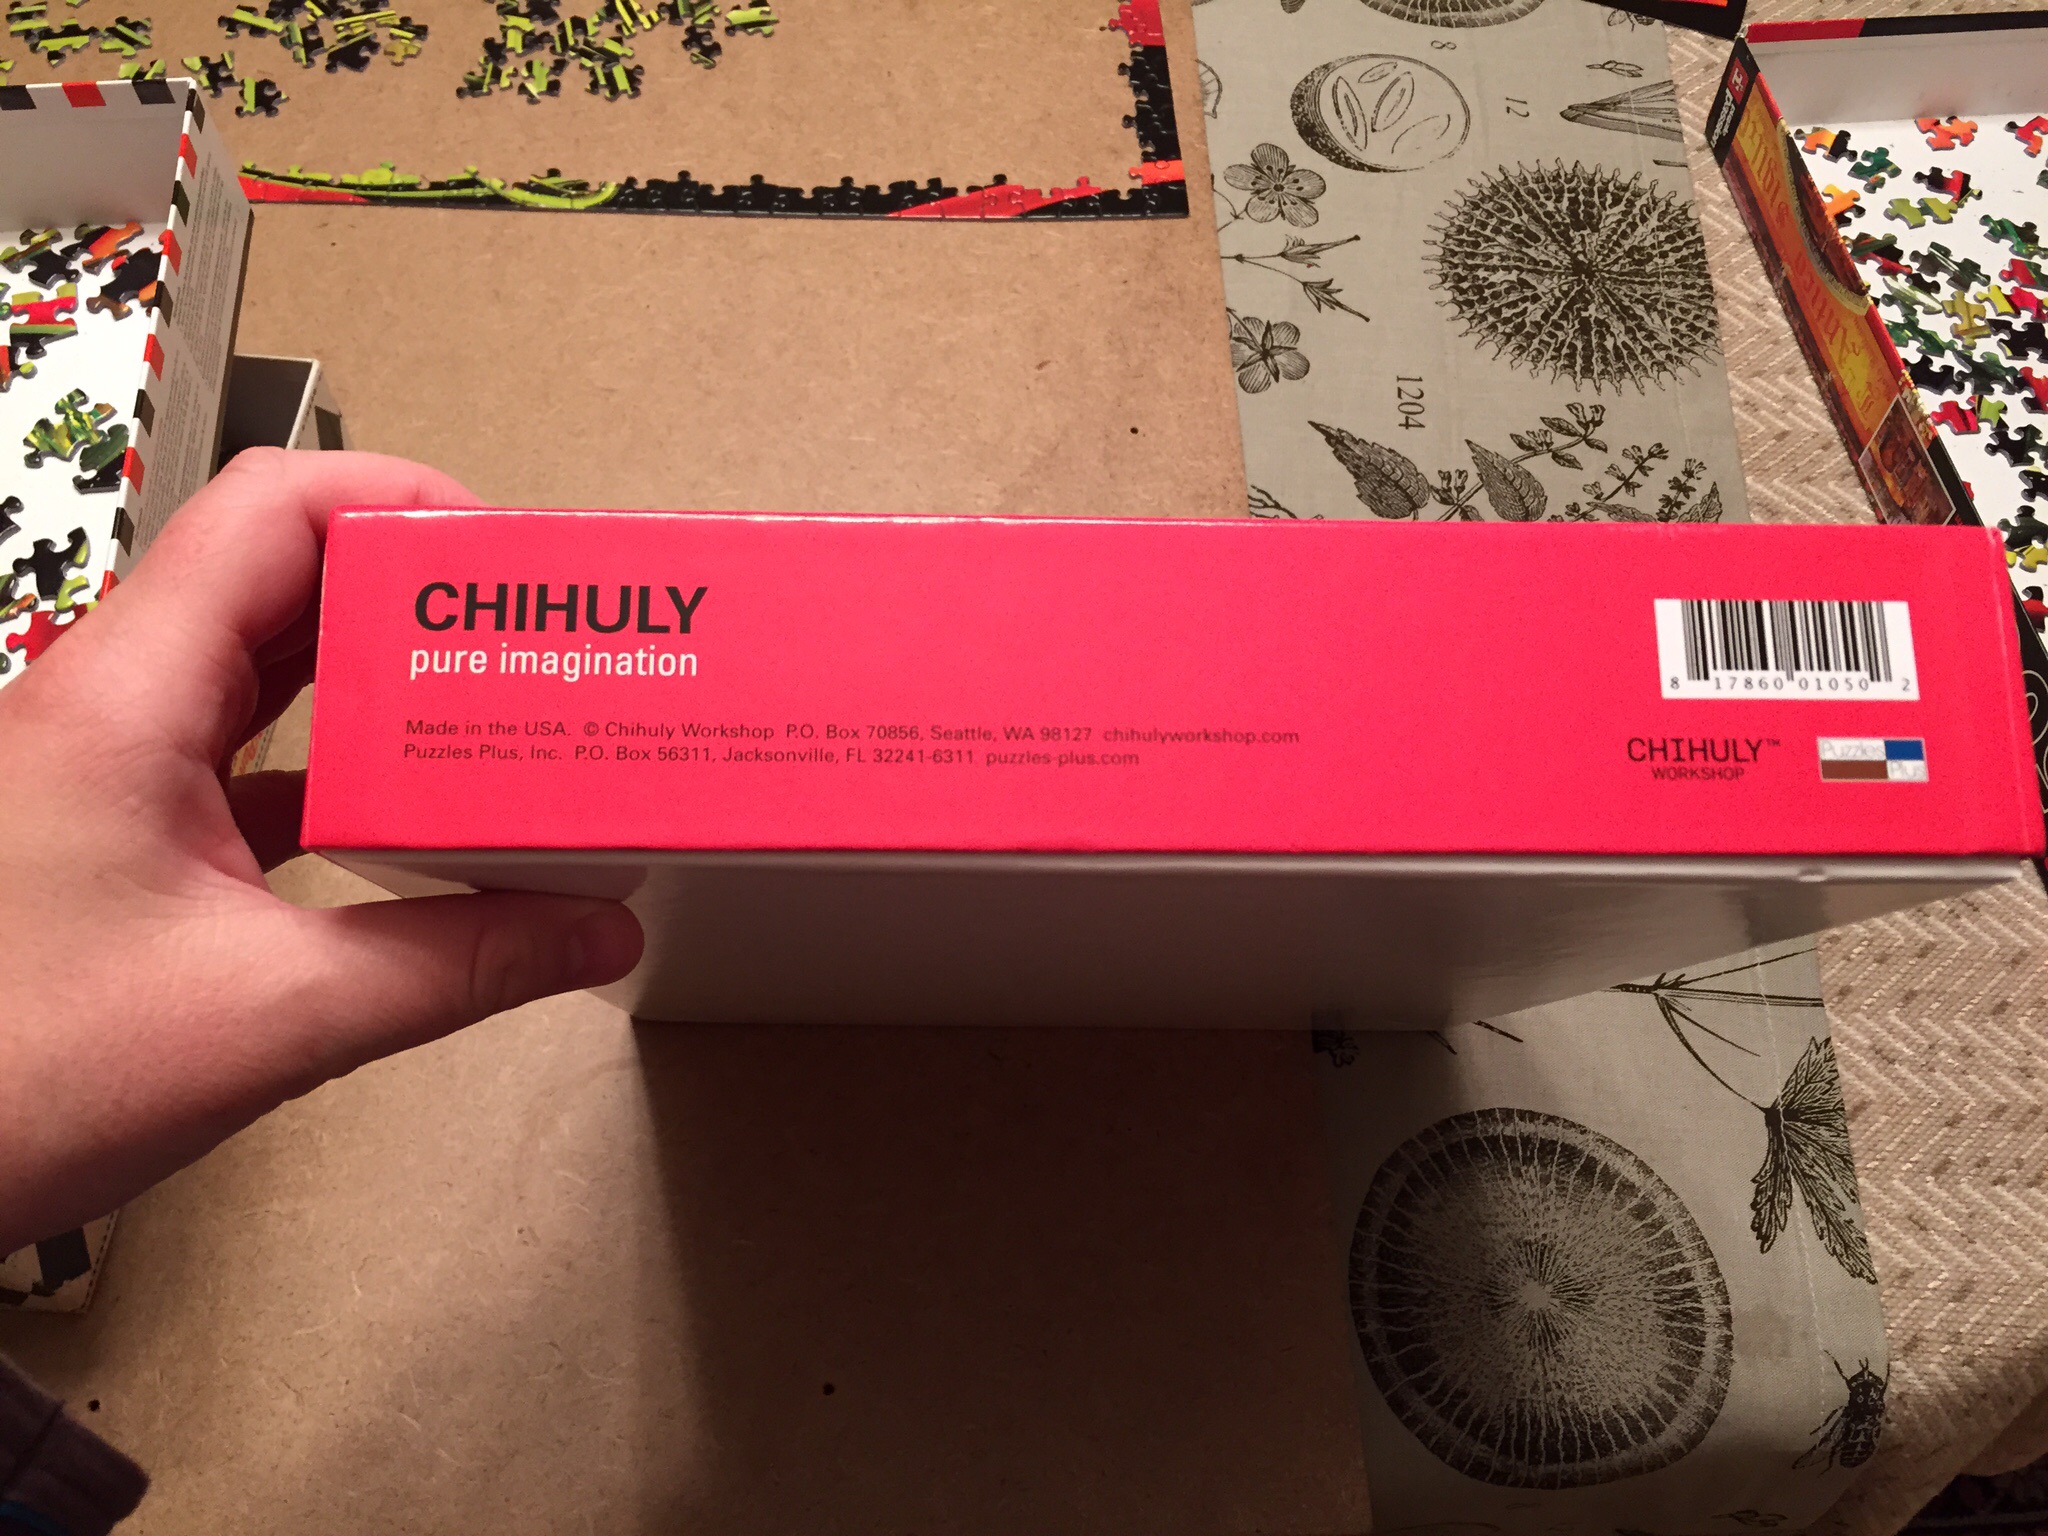 8
12
1204
CHIHULY
pure imagination
Made in the USA. © Chihuly Workshop P.O. Box 70856, Seattle, WA 98127 chihulyworkshop.com
Puzzles Plus, Inc. P.O. Box 56311, Jacksonville, FL 32241-6311 puzzles-plus.com
8 17860 01050 2
CHIHULY™
WORKSHOP
Puzzles
Plus